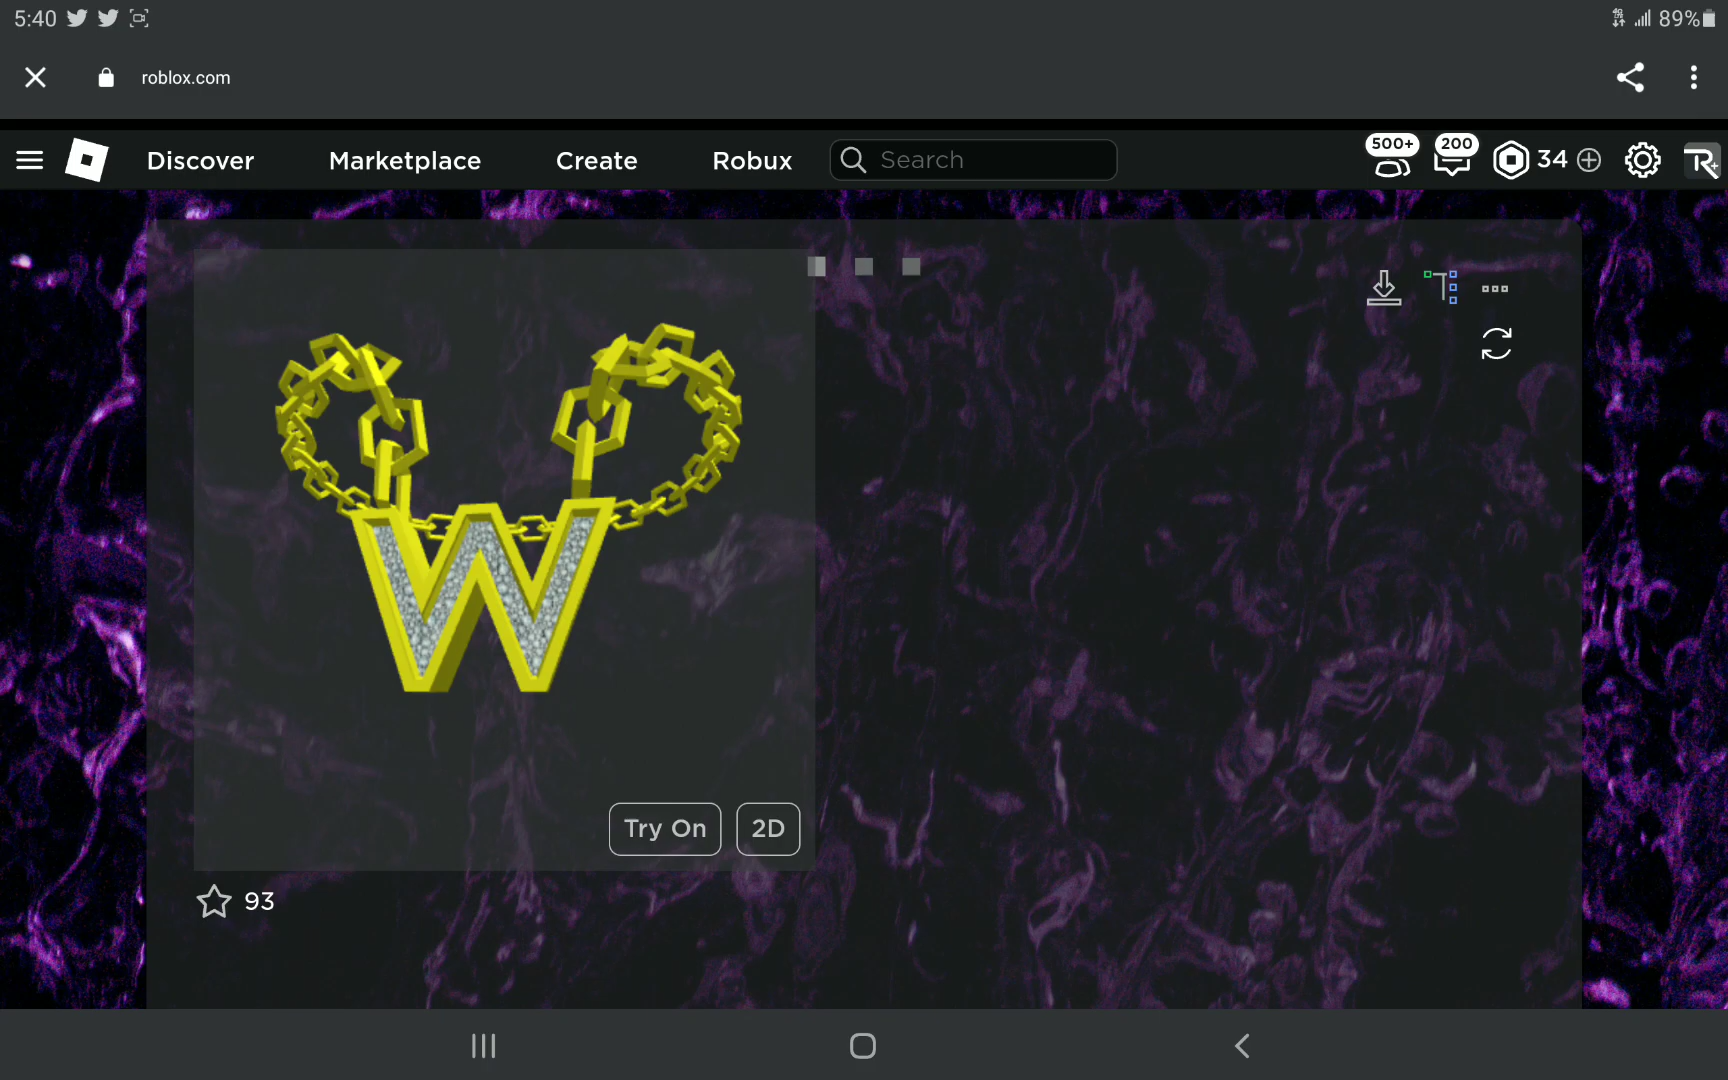 5:40
89%
roblox.com
Discover Marketplace Create Robux Search 500+ 200 34
W
Try On 2D
93